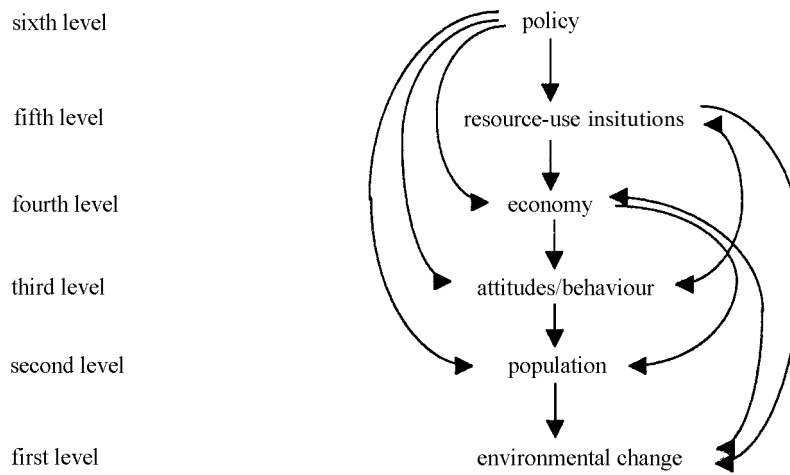 sixth level policy
fifth level resource-use insitutions
fourth level economy
third level attitudes/behaviour
second level population
first level environmental change